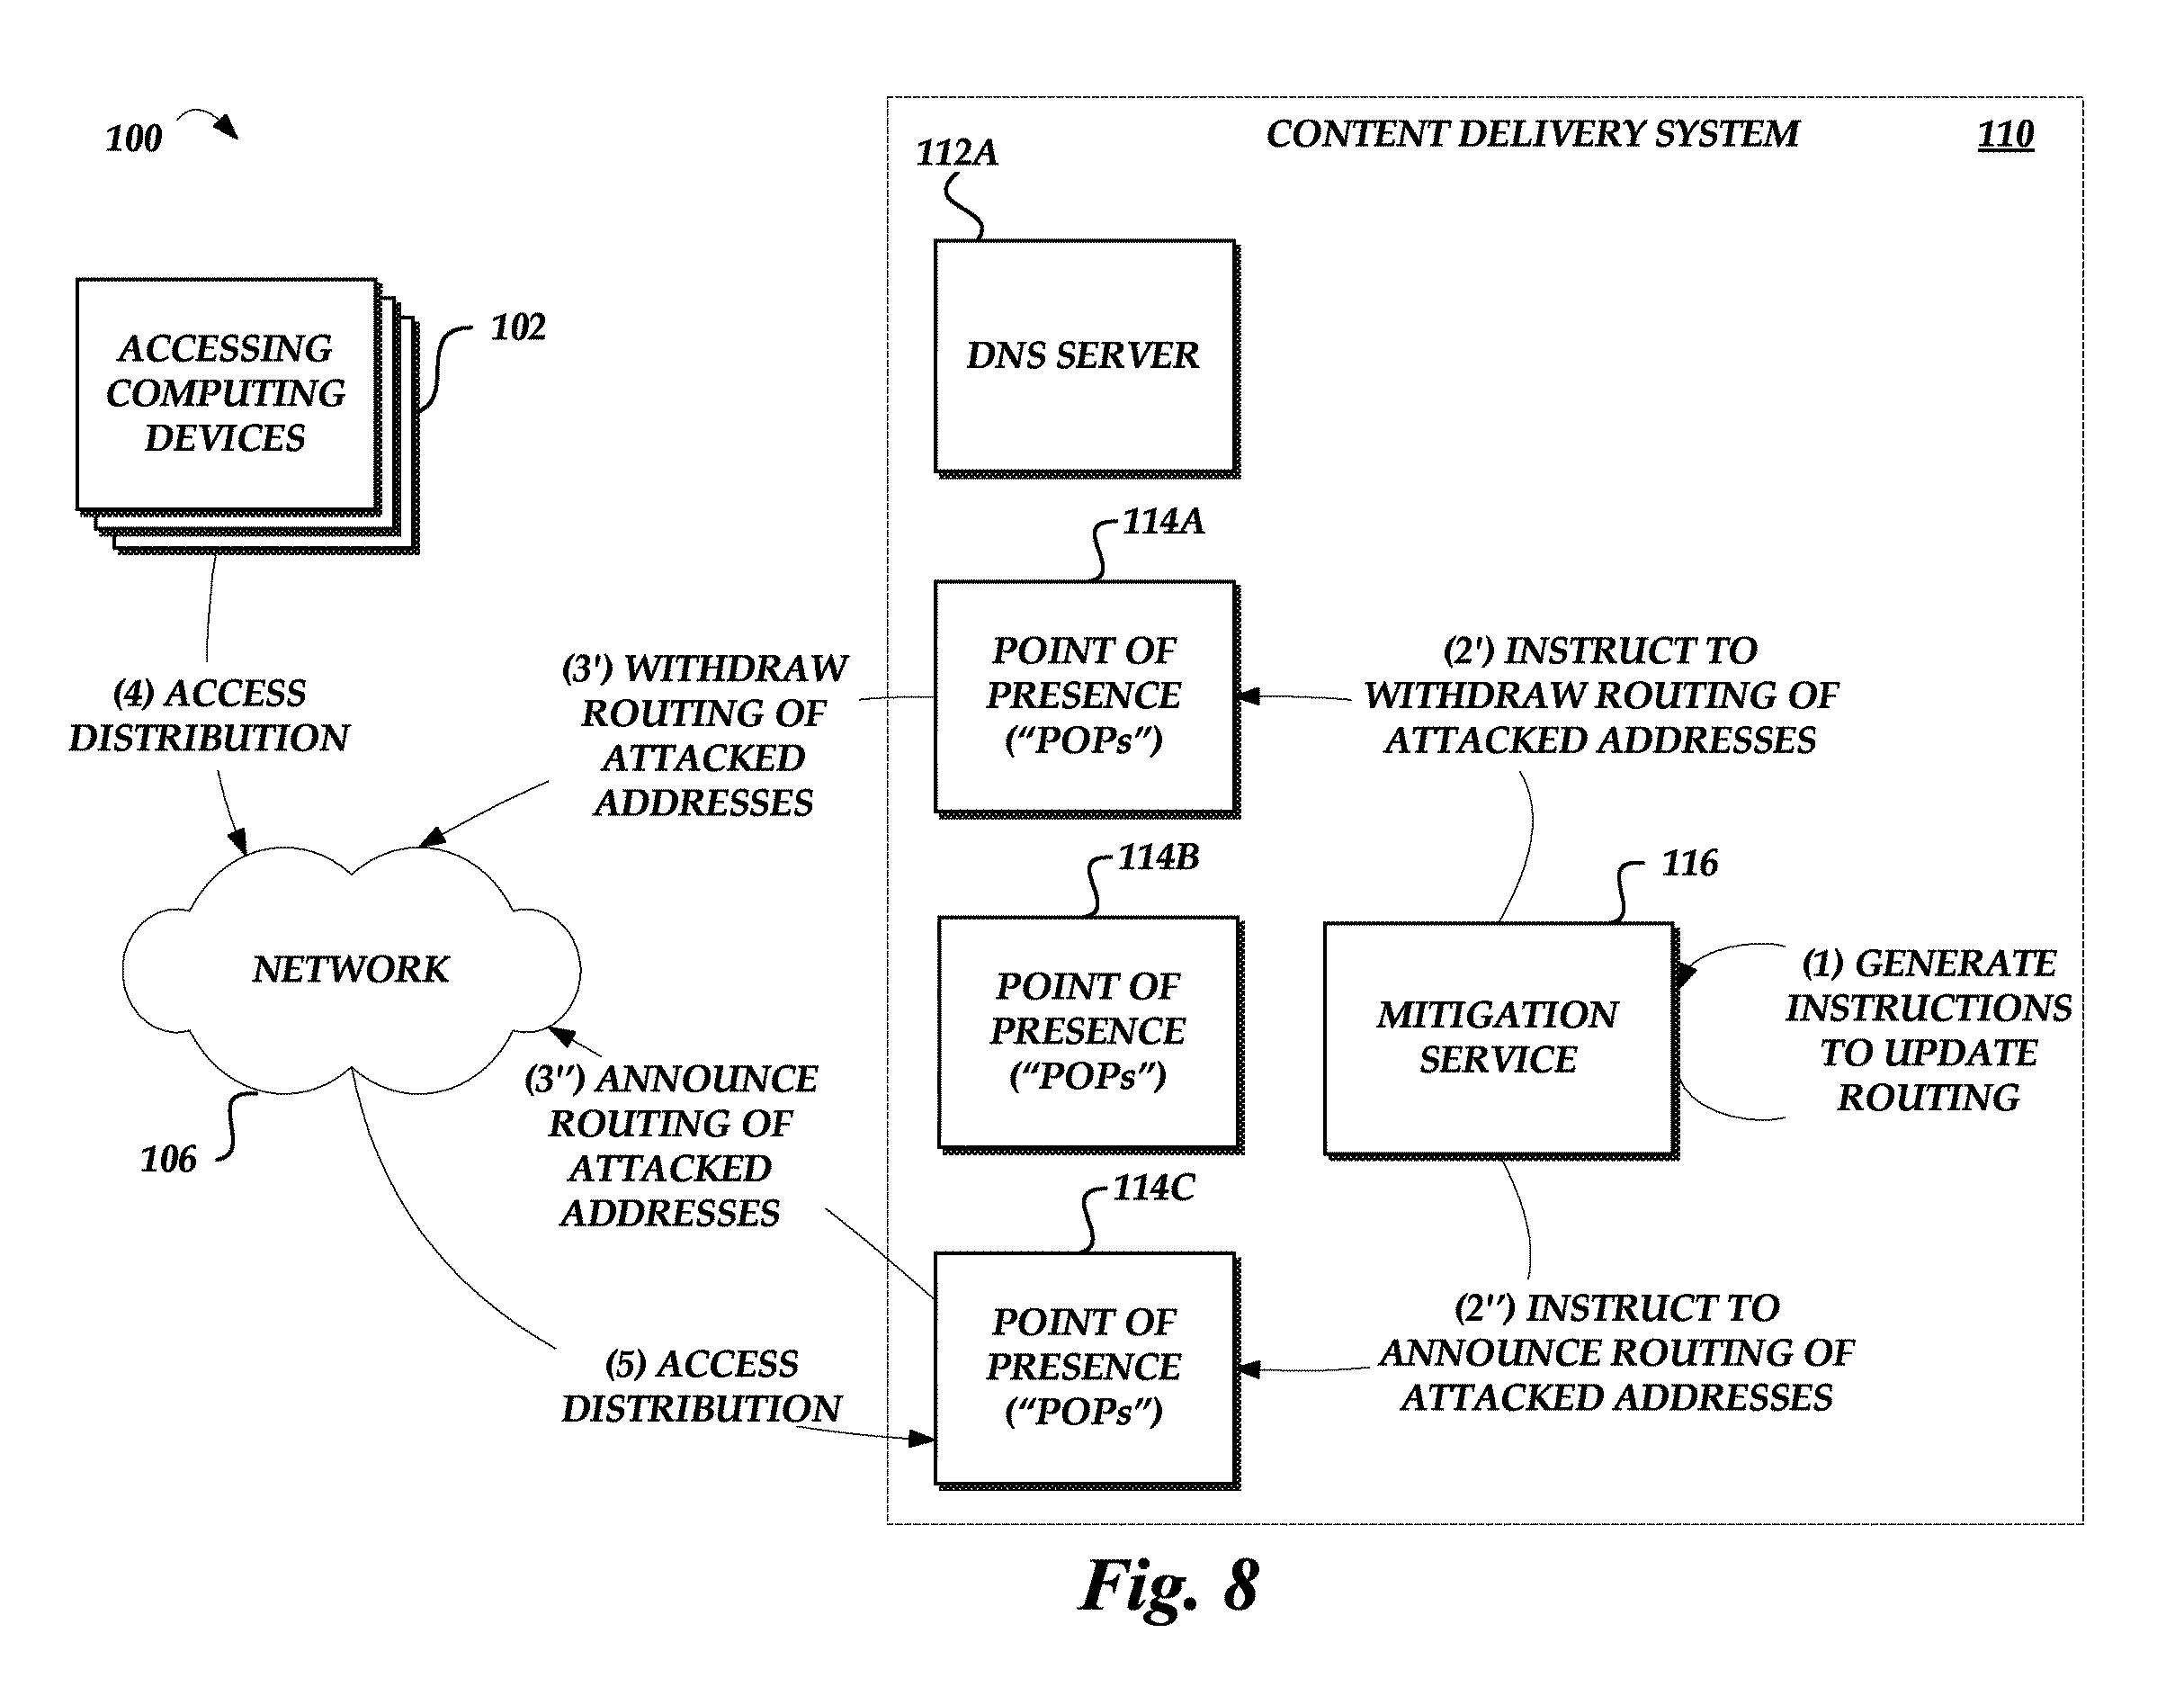 100
CONTENT DELIVERY SYSTEM 110
112A
DNS SERVER
ACCESSING
COMPUTING
DEVICES
102
114A
POINT OF
PRESENCE
(“POPs”)
(2') INSTRUCT TO
WITHDRAW ROUTING OF
ATTACKED ADDRESSES
(3') WITHDRAW
ROUTING OF
ATTACKED
ADDRESSES
(4) ACCESS
DISTRIBUTION
114B
POINT OF
PRESENCE
(“POPs”)
116
MITIGATION
SERVICE
(1) GENERATE
INSTRUCTIONS
TO UPDATE
ROUTING
NETWORK
106
(3'') ANNOUNCE
ROUTING OF
ATTACKED
ADDRESSES
114C
POINT OF
PRESENCE
(“POPs”)
(2'') INSTRUCT TO
ANNOUNCE ROUTING OF
ATTACKED ADDRESSES
(5) ACCESS
DISTRIBUTION
Fig. 8